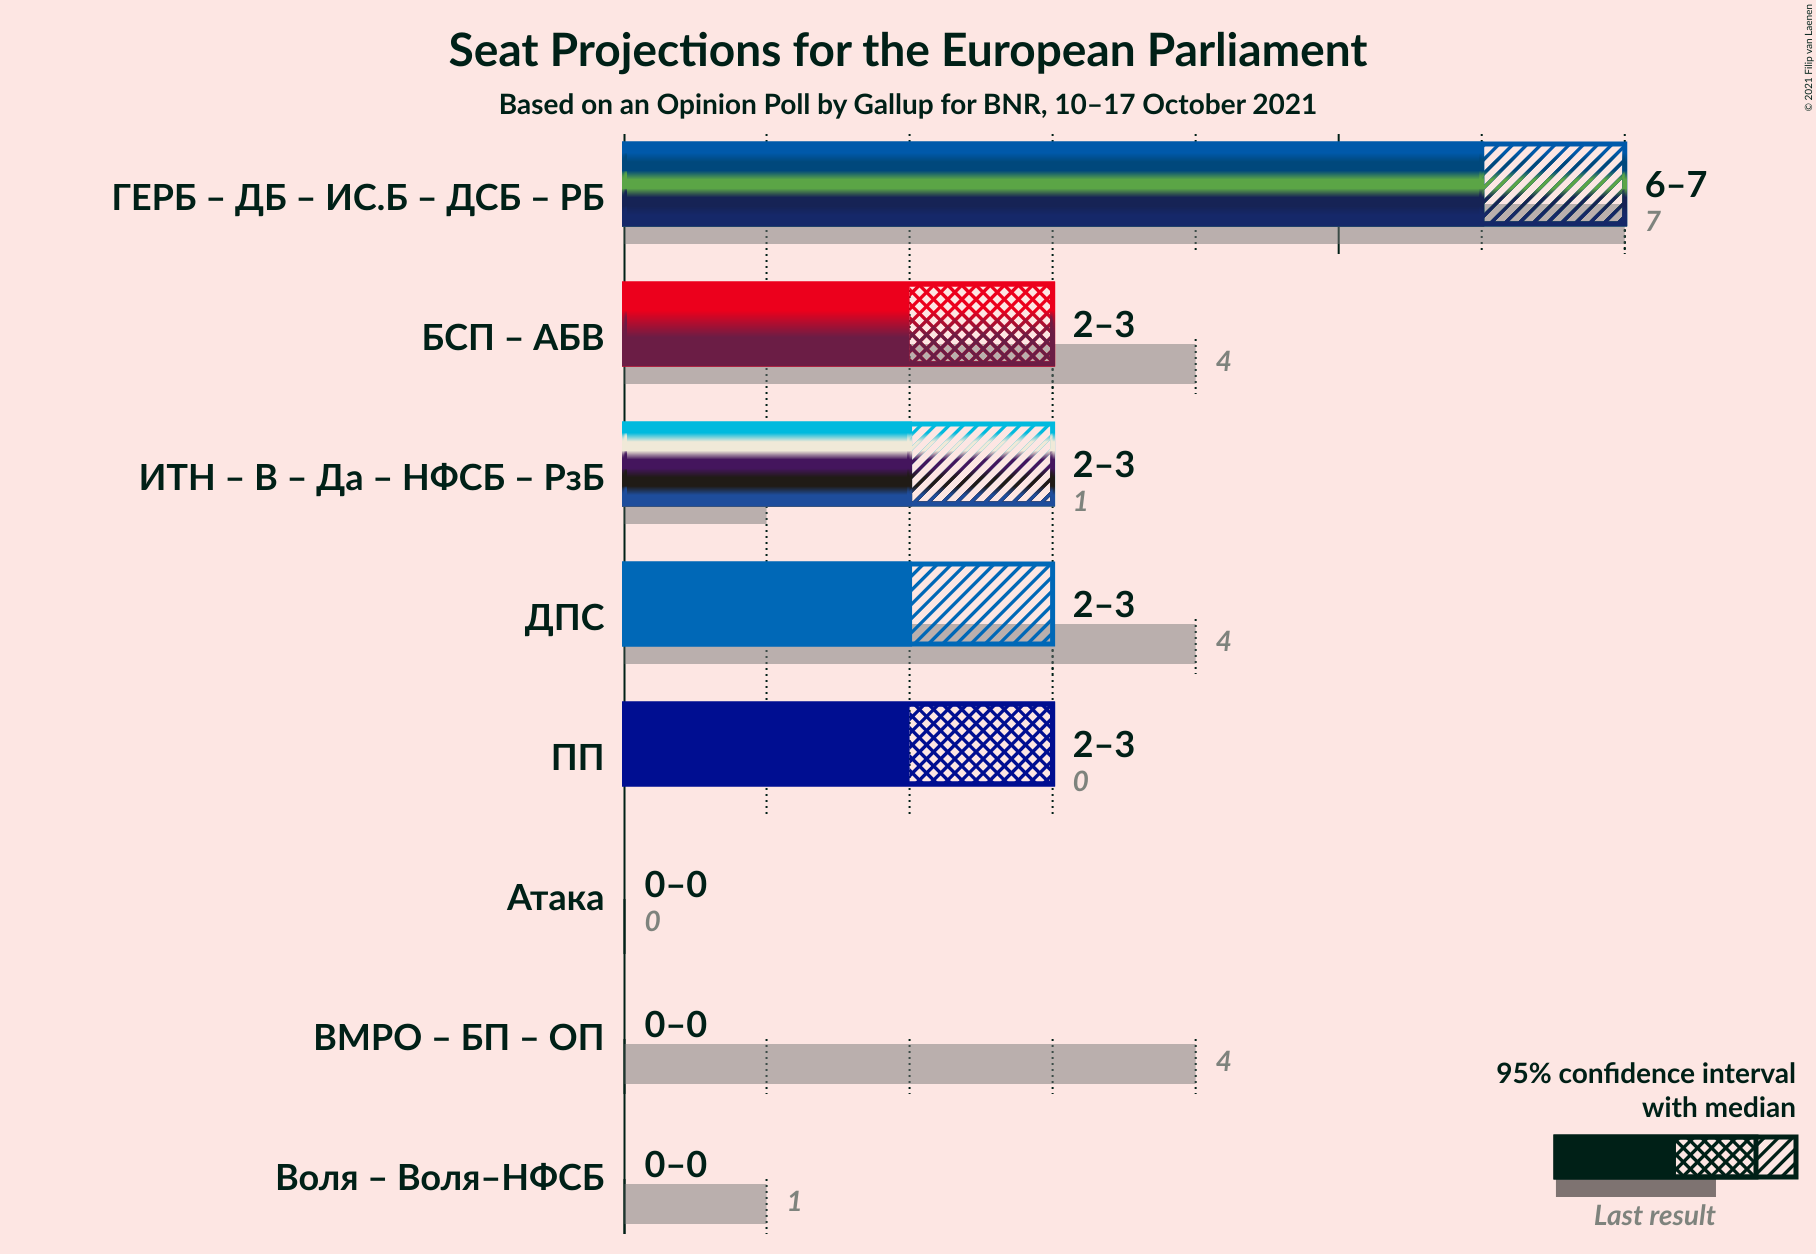 Seat Projections for the European Parliament
Based on an Opinion Poll by Gallup for BNR, 10–17 October 2021
© 2021 Filip van Laenen
ГЕРБ – ДБ – ИС.Б – ДСБ – РБ
6–7
7
БСП – АБВ
2–3
4
ИТН – В – Да – НФСБ – РзБ
2–3
1
ДПС
2–3
4
ПП
2–3
0
Атака
0–0
0
ВМРО – БП – ОП
0–0
4
Воля – Воля–НФСБ
0–0
1
95% confidence interval
with median
Last result